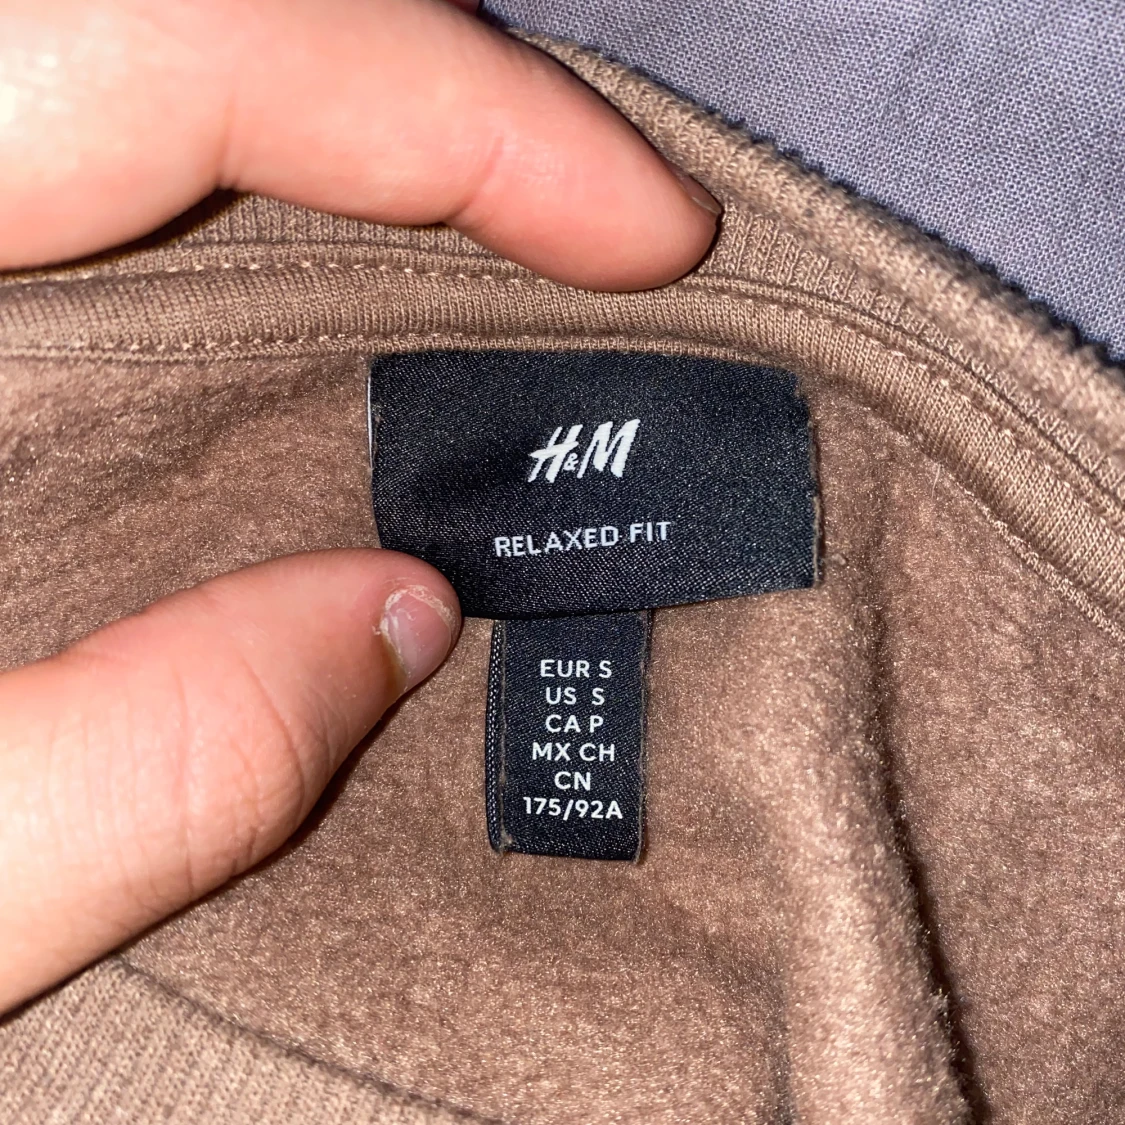 H&M
RELAXED FIT
EUR S
US S
CA P
MX CH
CN
175/92A